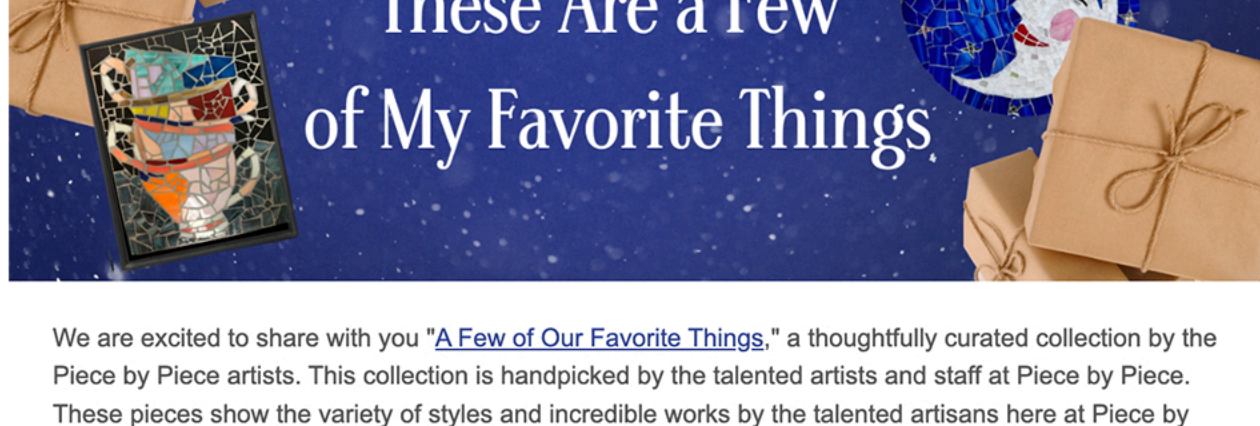 These Are a Few
of My Favorite Things
We are excited to share with you "A Few of Our Favorite Things," a thoughtfully curated collection by the
Piece by Piece artists. This collection is handpicked by the talented artists and staff at Piece by Piece.
These pieces show the variety of styles and incredible works by the talented artisans here at Piece by